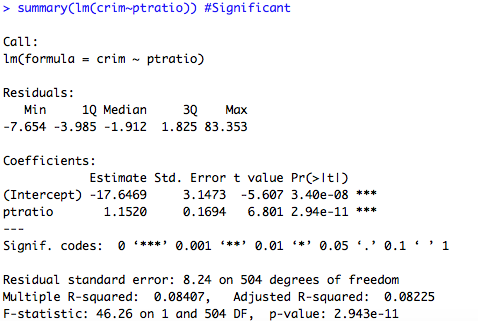 > summary(lm(crim~ptratio)) #Significant
Call:
lm(formula = crim ~ ptratio)
Residuals:
Min 1Q Median 3Q Max
-7.654 -3.985 -1.912 1.825 83.353
Coefficients:
Estimate Std. Error t value Pr(>|t|)
(Intercept) -17.6469 3.1473 -5.607 3.40e-08 ***
ptratio 1.1520 0.1694 6.801 2.94e-11 ***
---
Signif. codes: 0 ‘***’ 0.001 ‘**’ 0.01 ‘*’ 0.05 ‘.’ 0.1 ‘ ’ 1
Residual standard error: 8.24 on 504 degrees of freedom
Multiple R-squared: 0.08407, Adjusted R-squared: 0.08225
F-statistic: 46.26 on 1 and 504 DF, p-value: 2.943e-11